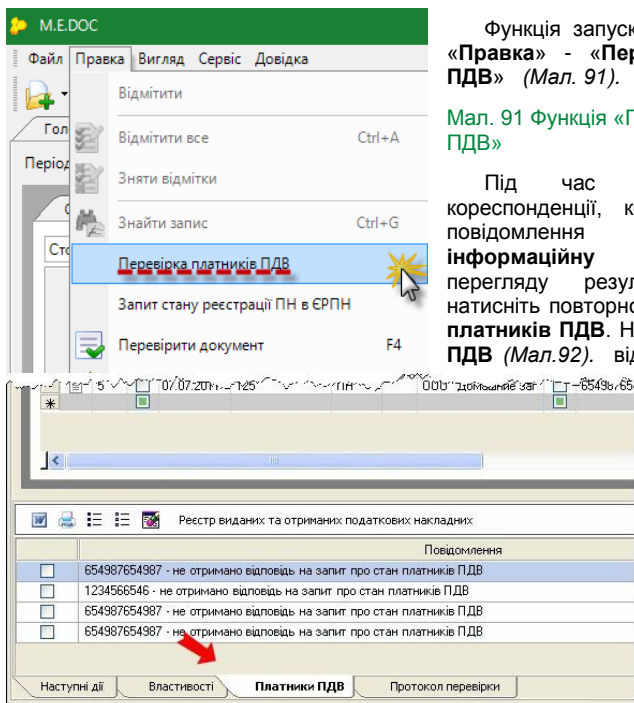 M.E.DOC
Файл Правка Вигляд Сервіс Довідка
Відмітити
Гол
Відмітити все Ctrl+A
Період
Зняти відмітки
Знайти запис Ctrl+G
Сто
Перевірка платників ПДВ
Запит стану реєстрації ПН в ЄРПН
Перевірити документ F4
Функція запуск
«Правка» - «Пер
ПДВ» (Мал. 91).
Мал. 91 Функція «П
ПДВ»
Під час
кореспонденції, к
повідомлення
інформаційну
перегляду резул
натисніть повторно
платників ПДВ. Н
ПДВ (Мал.92). від
Реєстр виданих та отриманих податкових накладних
Повідомлення
654987654987 - не отримано відповідь на запит про стан платників ПДВ
1234566546 - не отримано відповідь на запит про стан платників ПДВ
654987654987 - не отримано відповідь на запит про стан платників ПДВ
654987654987 - не отримано відповідь на запит про стан платників ПДВ
Наступні дії Властивості Платники ПДВ Протокол перевірки